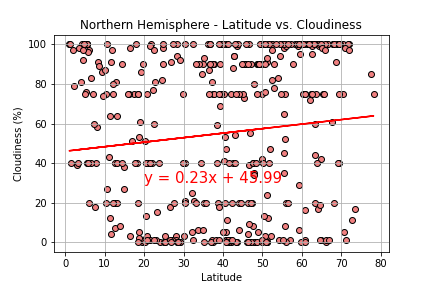 Northern Hemisphere - Latitude vs. Cloudiness
100
80
60
40
20
0
Cloudiness (%)
y = 0.23x + 45.99
0 10 20 30 40 50 60 70 80
Latitude